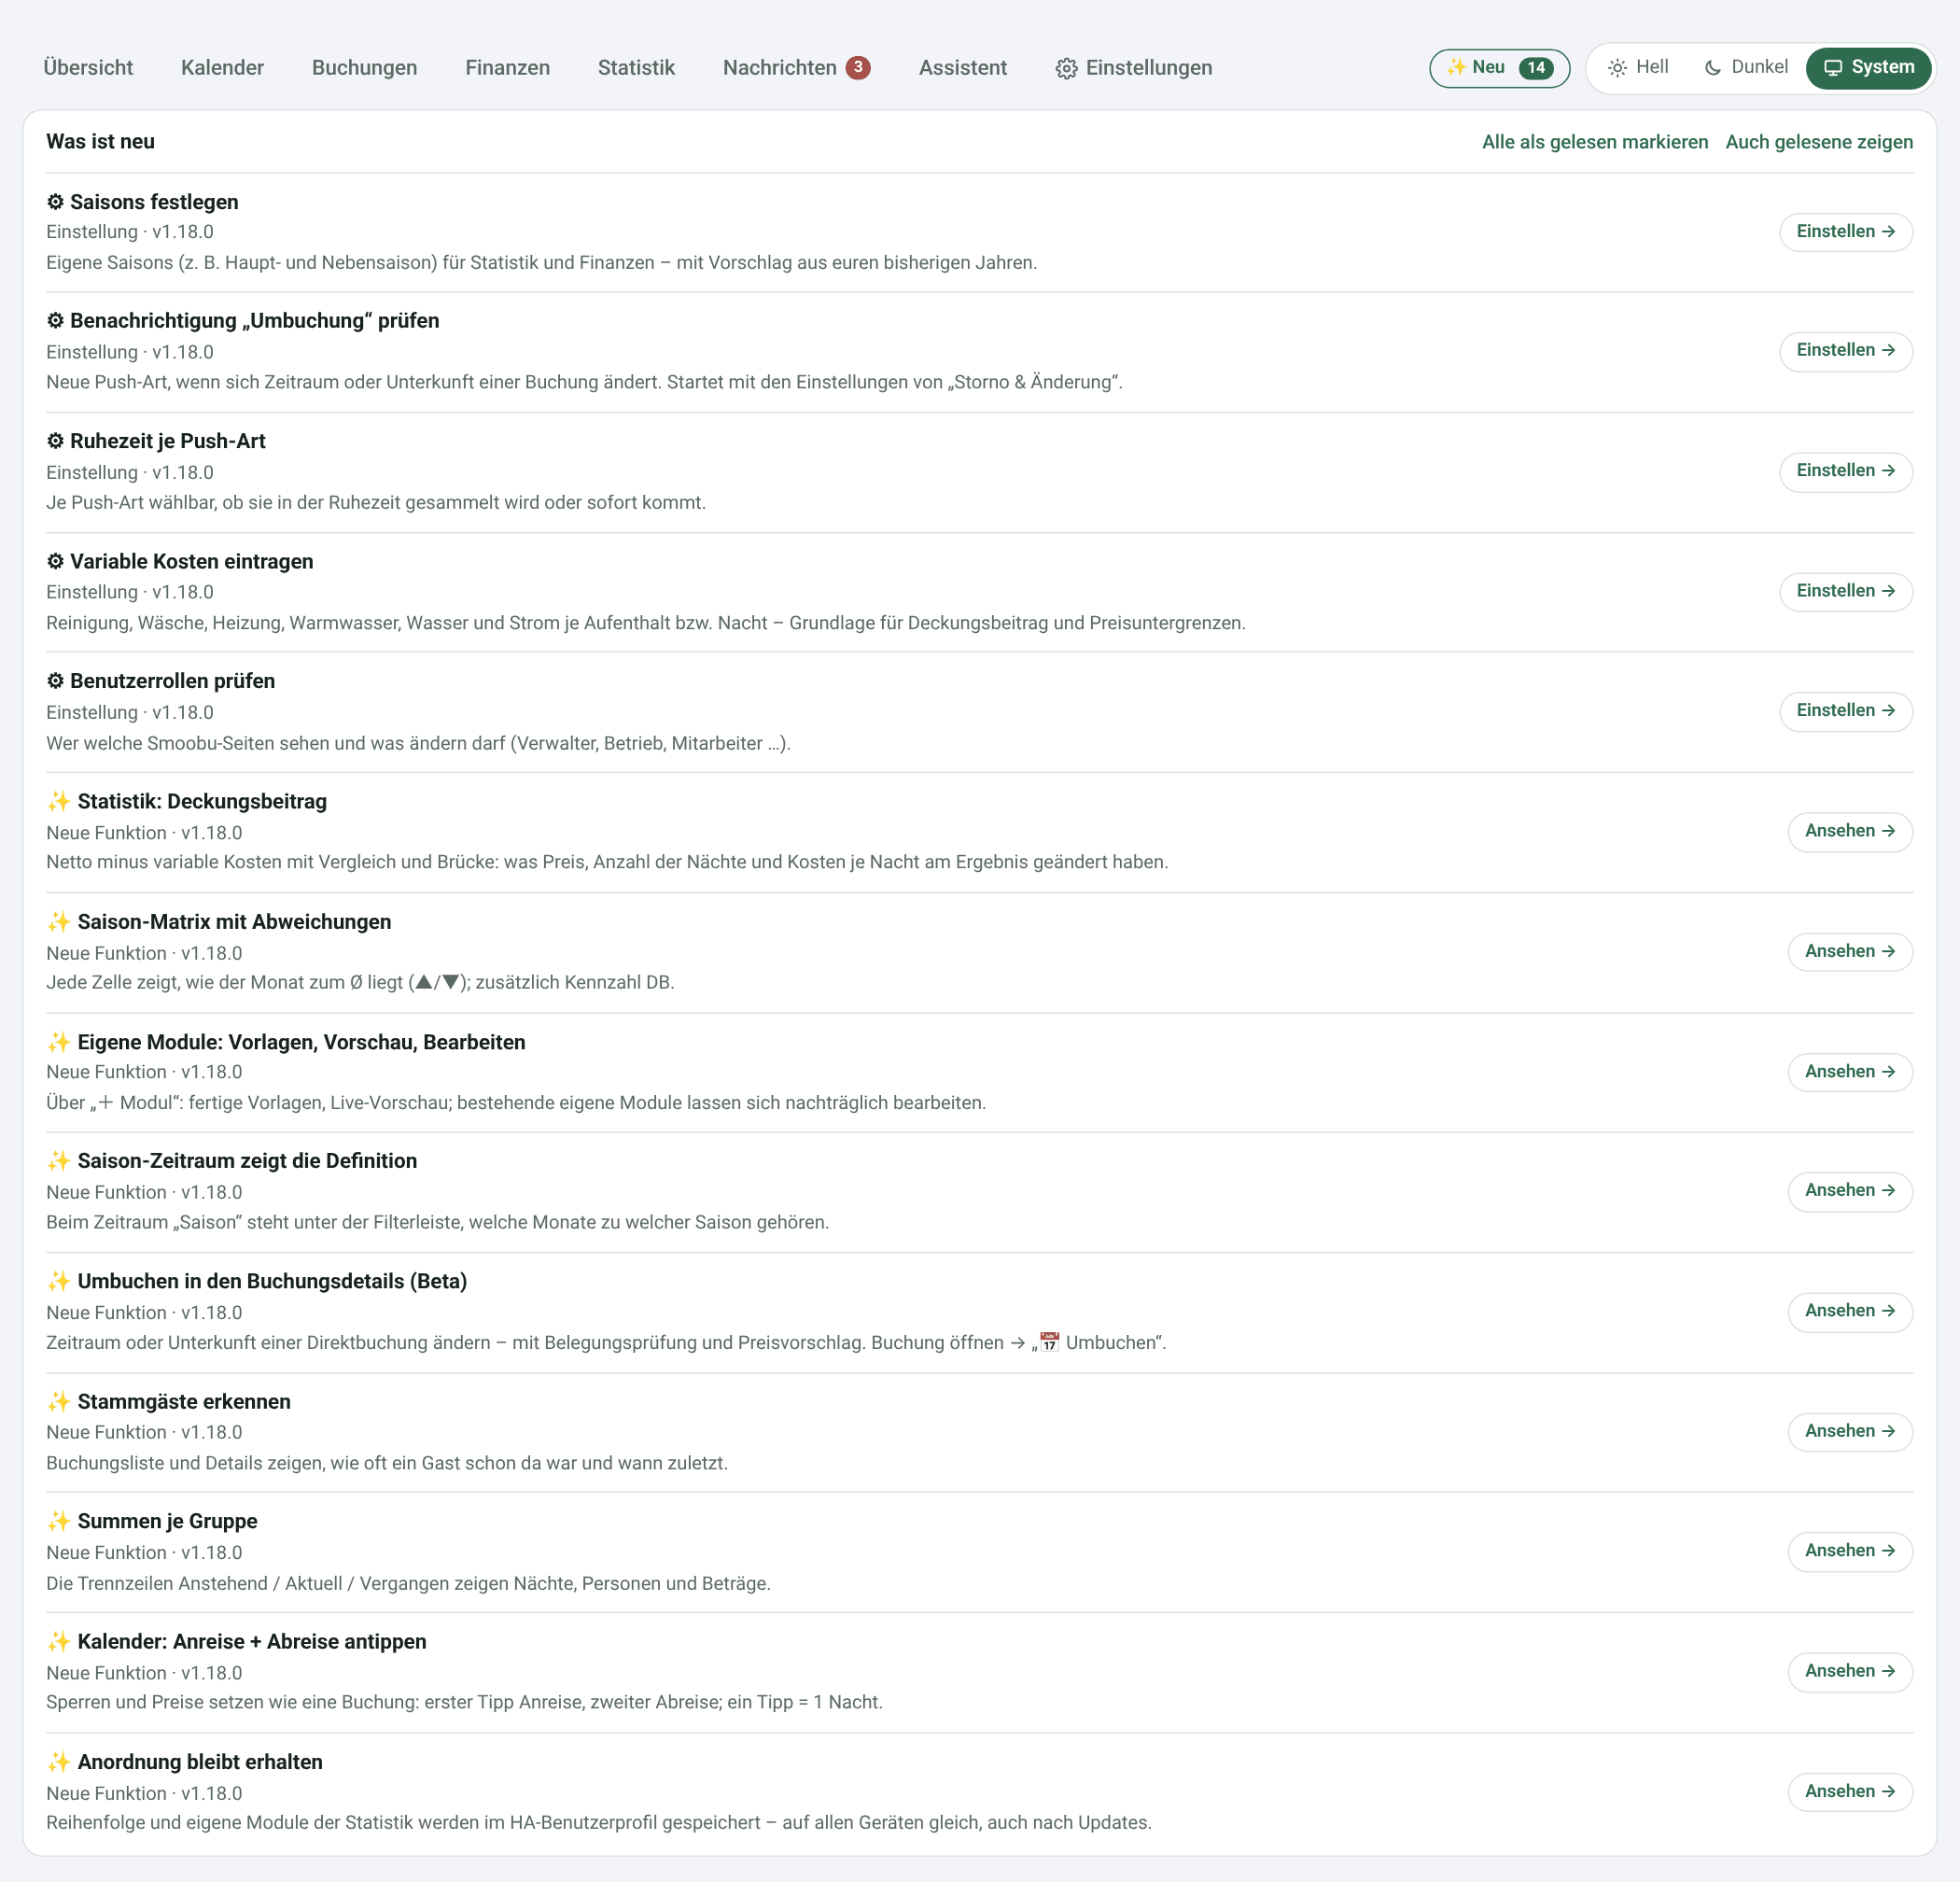 Übersicht Kalender Buchungen Finanzen Statistik Nachrichten 3 Assistent Einstellungen ✨ Neu 14 Hell Dunkel System
Was ist neu Alle als gelesen markieren Auch gelesene zeigen
⚙ Saisons festlegen
Einstellung · v1.18.0
Einstellen →
Eigene Saisons (z. B. Haupt- und Nebensaison) für Statistik und Finanzen – mit Vorschlag aus euren bisherigen Jahren.
⚙ Benachrichtigung „Umbuchung“ prüfen
Einstellung · v1.18.0
Einstellen →
Neue Push-Art, wenn sich Zeitraum oder Unterkunft einer Buchung ändert. Startet mit den Einstellungen von „Storno & Änderung“.
⚙ Ruhezeit je Push-Art
Einstellung · v1.18.0
Einstellen →
Je Push-Art wählbar, ob sie in der Ruhezeit gesammelt wird oder sofort kommt.
⚙ Variable Kosten eintragen
Einstellung · v1.18.0
Einstellen →
Reinigung, Wäsche, Heizung, Warmwasser, Wasser und Strom je Aufenthalt bzw. Nacht – Grundlage für Deckungsbeitrag und Preisuntergrenzen.
⚙ Benutzerrollen prüfen
Einstellung · v1.18.0
Einstellen →
Wer welche Smoobu-Seiten sehen und was ändern darf (Verwalter, Betrieb, Mitarbeiter …).
✨ Statistik: Deckungsbeitrag
Neue Funktion · v1.18.0
Ansehen →
Netto minus variable Kosten mit Vergleich und Brücke: was Preis, Anzahl der Nächte und Kosten je Nacht am Ergebnis geändert haben.
✨ Saison-Matrix mit Abweichungen
Neue Funktion · v1.18.0
Ansehen →
Jede Zelle zeigt, wie der Monat zum Ø liegt (▲/▼); zusätzlich Kennzahl DB.
✨ Eigene Module: Vorlagen, Vorschau, Bearbeiten
Neue Funktion · v1.18.0
Ansehen →
Über „＋ Modul“: fertige Vorlagen, Live-Vorschau; bestehende eigene Module lassen sich nachträglich bearbeiten.
✨ Saison-Zeitraum zeigt die Definition
Neue Funktion · v1.18.0
Ansehen →
Beim Zeitraum „Saison“ steht unter der Filterleiste, welche Monate zu welcher Saison gehören.
✨ Umbuchen in den Buchungsdetails (Beta)
Neue Funktion · v1.18.0
Ansehen →
Zeitraum oder Unterkunft einer Direktbuchung ändern – mit Belegungsprüfung und Preisvorschlag. Buchung öffnen → „📅 Umbuchen“.
✨ Stammgäste erkennen
Neue Funktion · v1.18.0
Ansehen →
Buchungsliste und Details zeigen, wie oft ein Gast schon da war und wann zuletzt.
✨ Summen je Gruppe
Neue Funktion · v1.18.0
Ansehen →
Die Trennzeilen Anstehend / Aktuell / Vergangen zeigen Nächte, Personen und Beträge.
✨ Kalender: Anreise + Abreise antippen
Neue Funktion · v1.18.0
Ansehen →
Sperren und Preise setzen wie eine Buchung: erster Tipp Anreise, zweiter Abreise; ein Tipp = 1 Nacht.
✨ Anordnung bleibt erhalten
Neue Funktion · v1.18.0
Ansehen →
Reihenfolge und eigene Module der Statistik werden im HA-Benutzerprofil gespeichert – auf allen Geräten gleich, auch nach Updates.